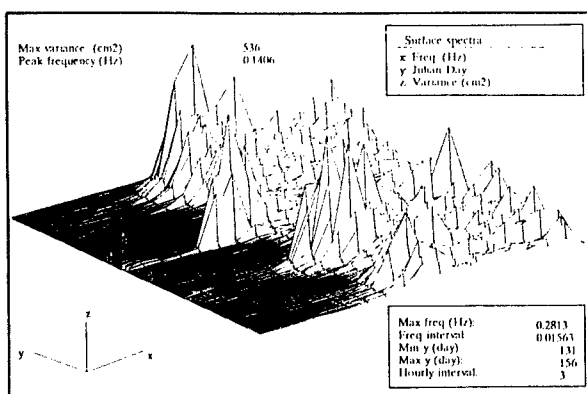 Max variance (cm2) 536
Peak frequency (Hz) 0.1406
Surface spectra
x Freq. (Hz)
y Julian Day
z Variance (cm2)
z
y x
Max freq (Hz): 0.2813
Freq interval 0.01563
Min y (day) 131
Max y (day): 156
Hourly interval. 3